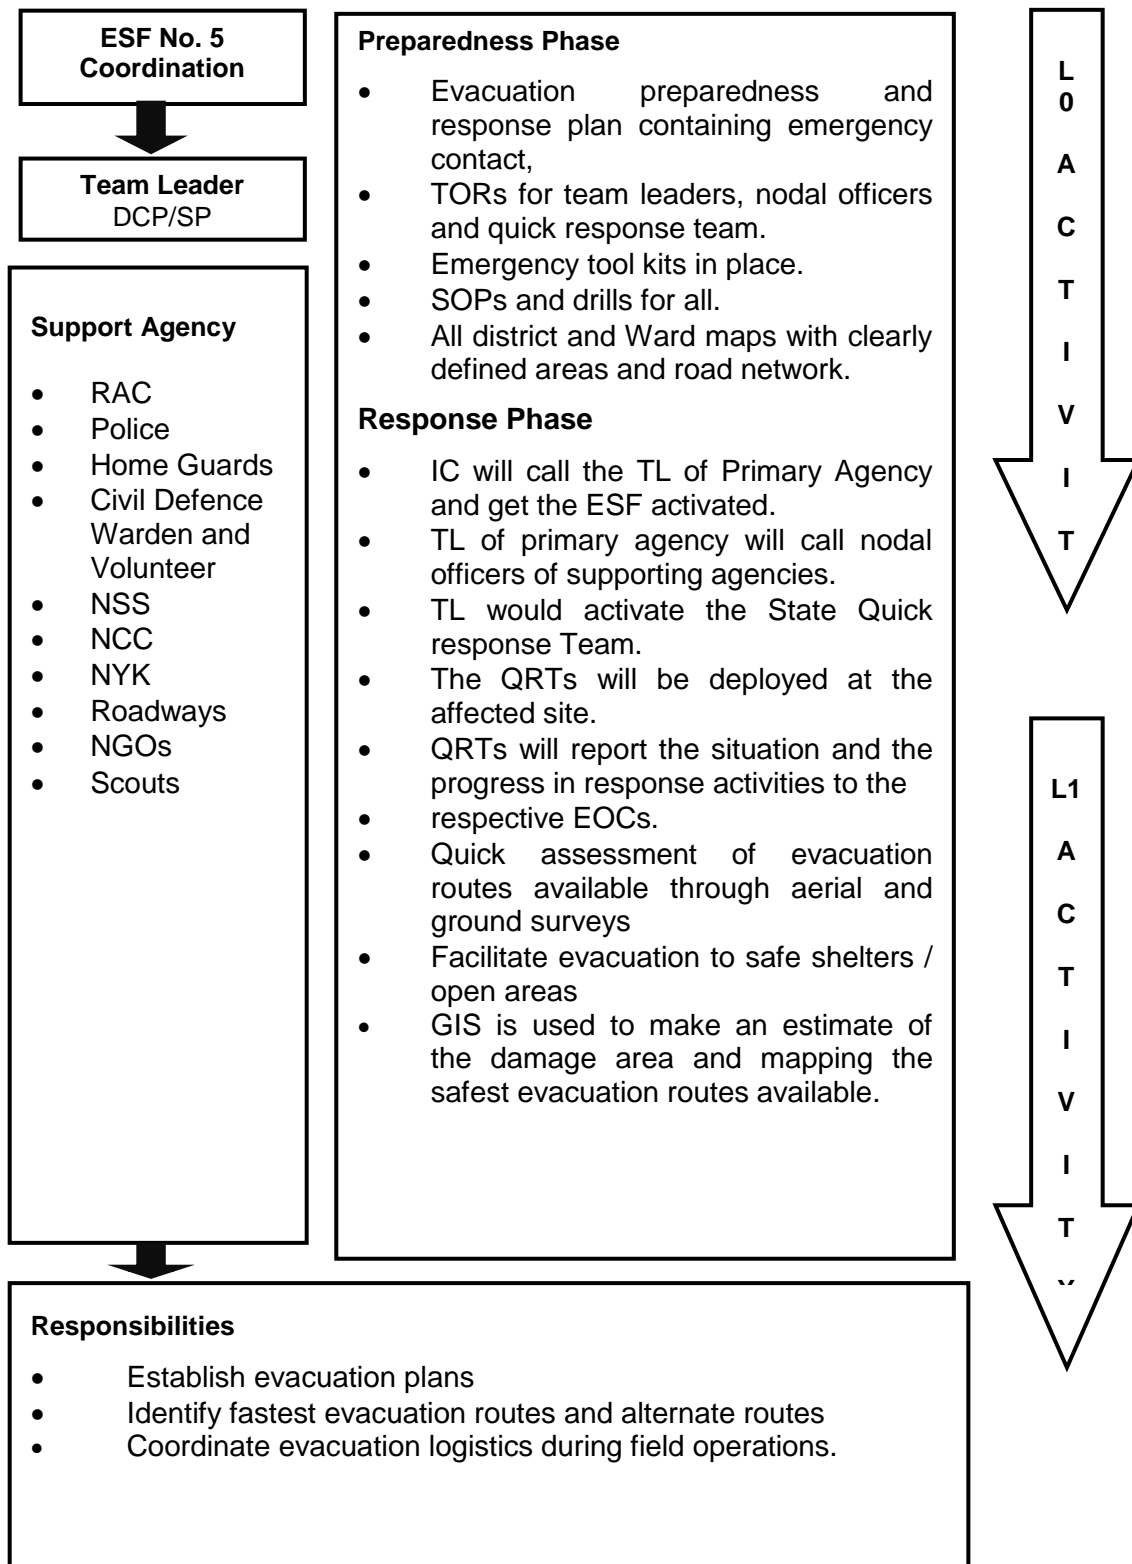 ESF No. 5
Coordination
Team Leader
DCP/SP
Support Agency
• RAC
• Police
• Home Guards
• Civil Defence
Warden and
Volunteer
• NSS
• NCC
• NYK
• Roadways
• NGOs
• Scouts
Preparedness Phase
• Evacuation preparedness and
response plan containing emergency
contact,
• TORs for team leaders, nodal officers
and quick response team.
• Emergency tool kits in place.
• SOPs and drills for all.
• All district and Ward maps with clearly
defined areas and road network.
Response Phase
• IC will call the TL of Primary Agency
and get the ESF activated.
• TL of primary agency will call nodal
officers of supporting agencies.
• TL would activate the State Quick
response Team.
• The QRTs will be deployed at the
affected site.
• QRTs will report the situation and the
progress in response activities to the
• respective EOCs.
• Quick assessment of evacuation
routes available through aerial and
ground surveys
• Facilitate evacuation to safe shelters /
open areas
• GIS is used to make an estimate of
the damage area and mapping the
safest evacuation routes available.
L
0
A
C
T
I
V
I
T
L1
A
C
T
I
V
I
T
Responsibilities
• Establish evacuation plans
• Identify fastest evacuation routes and alternate routes
• Coordinate evacuation logistics during field operations.